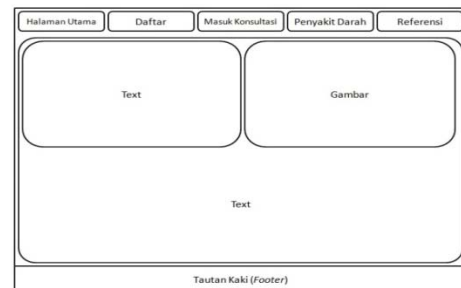 Halaman Utama
Daftar
Masuk Konsultasi
Penyakit Darah
Referensi
Text
Gambar
Text
Tautan Kaki (Footer)